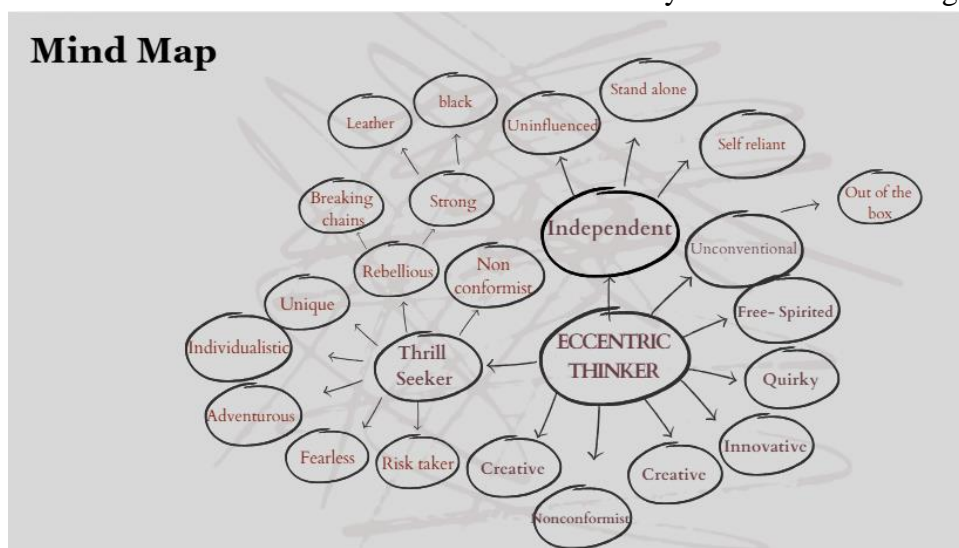 Mind Map
black
Stand alone
Leather
Uninfluenced
Self reliant
Breaking
chains
Strong
Out of the
box
Independent
Unconventional
Rebellious
Non
conformist
Unique
Free- Spirited
Individualistic
Thrill
Seeker
ECCENTRIC
THINKER
Quirky
Adventurous
Innovative
Fearless
Risk taker
Creative
Creative
Nonconformist